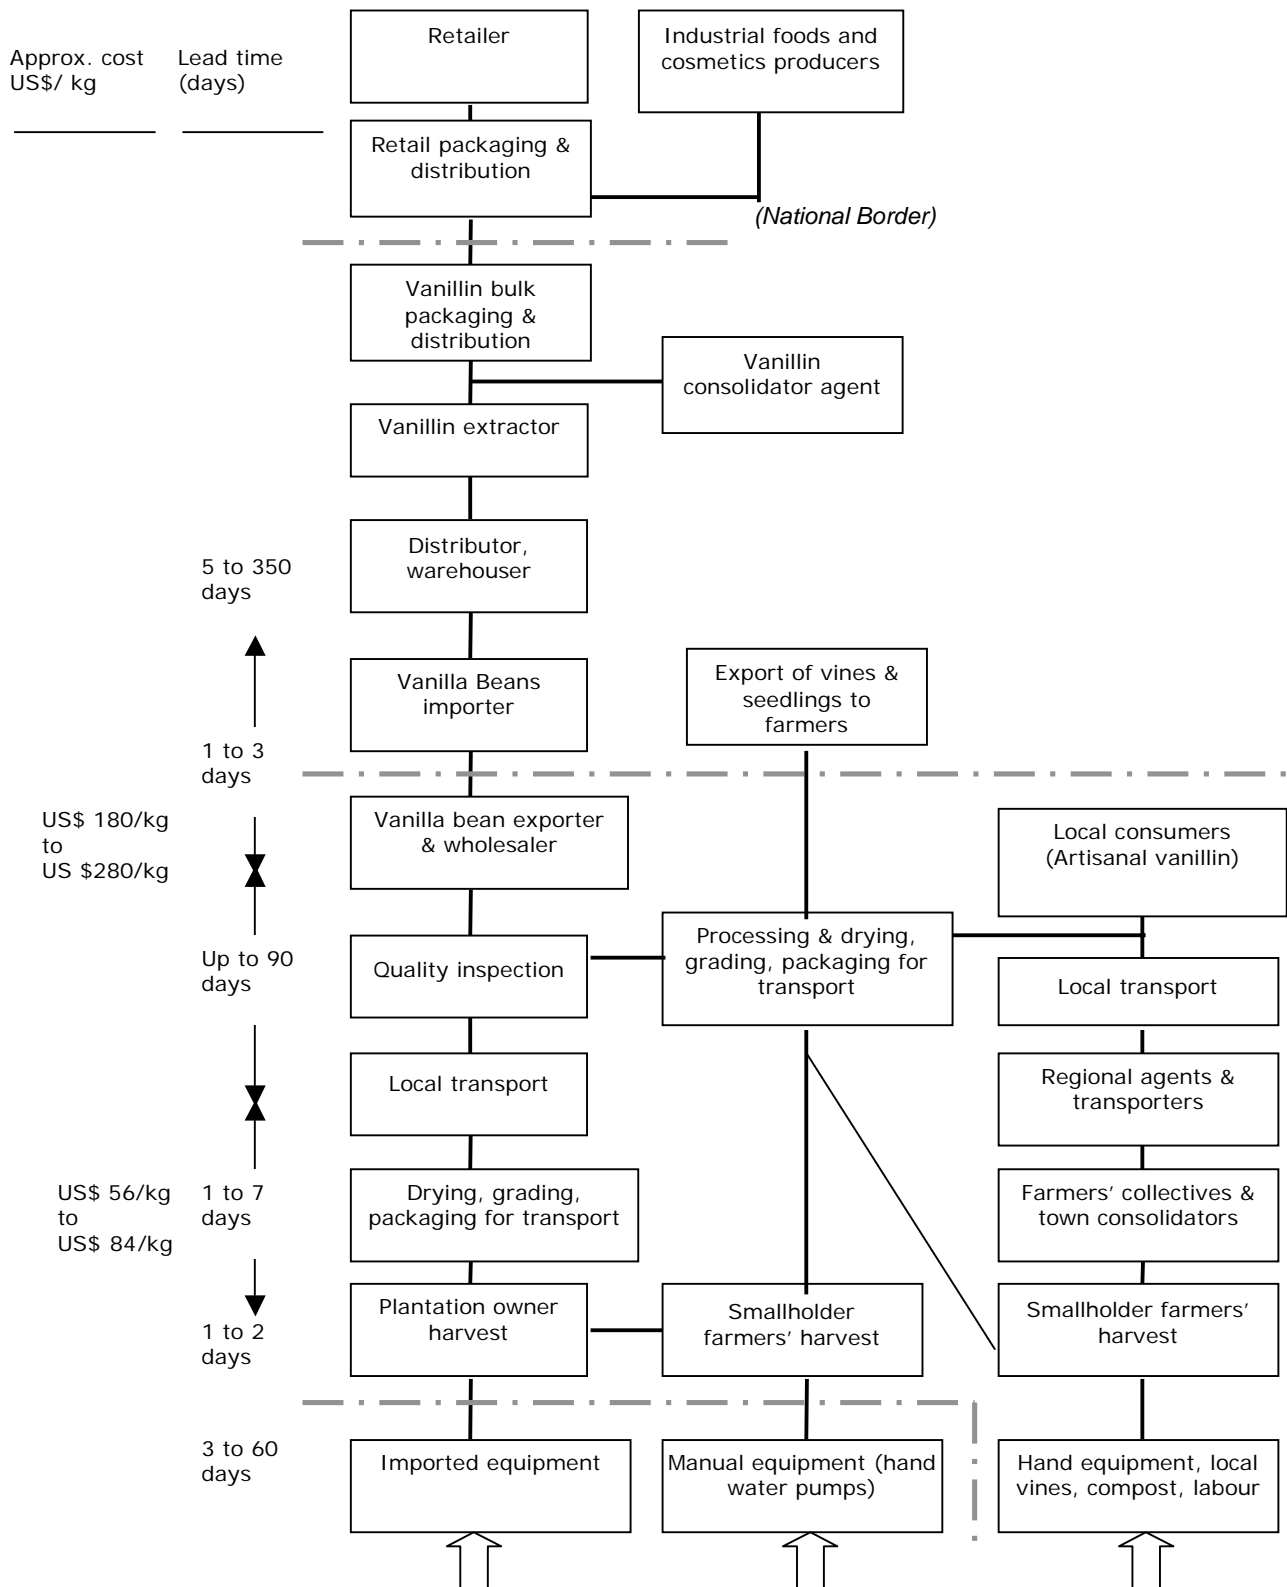 Approx. cost
US$/ kg
Lead time
(days)
Retailer
Industrial foods and
cosmetics producers
Retail packaging &
distribution
(National Border)
Vanillin bulk
packaging &
distribution
Vanillin
consolidator agent
Vanillin extractor
Distributor,
warehouser
5 to 350
days
Vanilla Beans
importer
Export of vines &
seedlings to
farmers
1 to 3
days
US$ 180/kg
to
US $280/kg
Vanilla bean exporter
& wholesaler
Local consumers
(Artisanal vanillin)
Up to 90
days
Quality inspection
Processing & drying,
grading, packaging for
transport
Local transport
Local transport
Regional agents &
transporters
US$ 56/kg
to
US$ 84/kg
1 to 7
days
Drying, grading,
packaging for transport
Farmers' collectives &
town consolidators
1 to 2
days
Plantation owner
harvest
Smallholder
farmers' harvest
Smallholder farmers'
harvest
3 to 60
days
Imported equipment
Manual equipment (hand
water pumps)
Hand equipment, local
vines, compost, labour